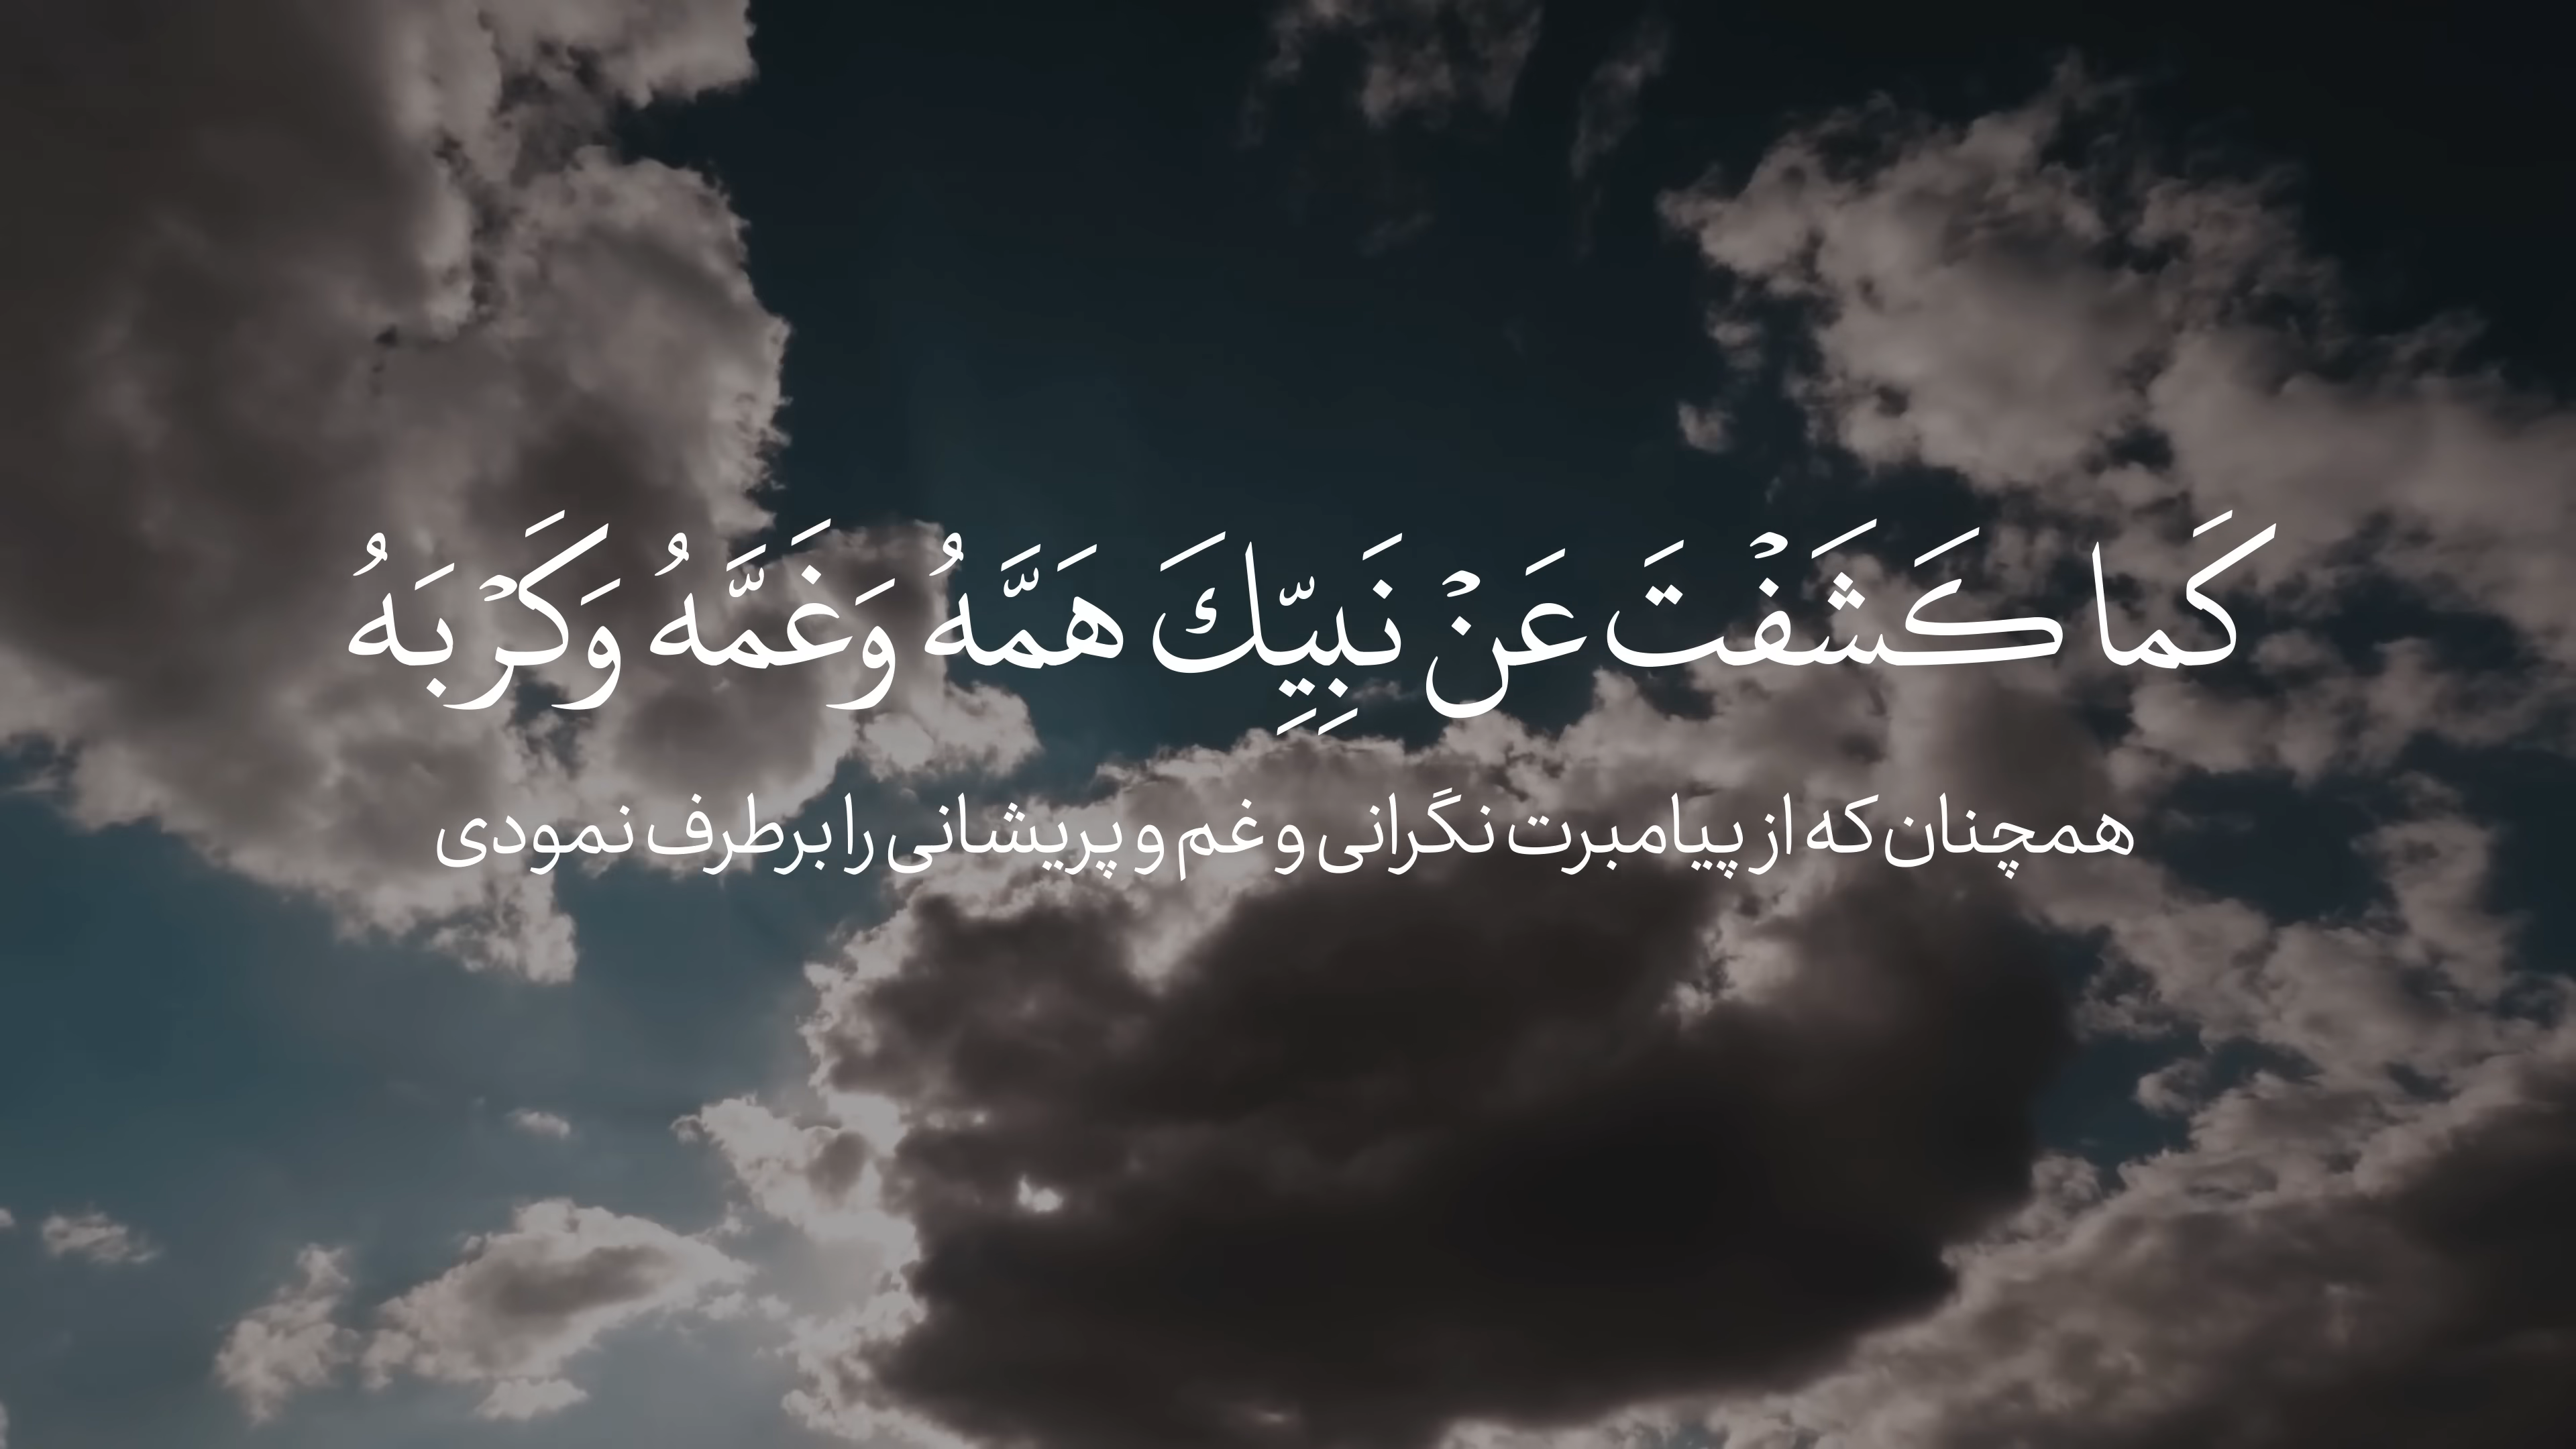 كَما كَشَفْتَ عَنْ نَبِيِّكَ هَمَّهُ وَغَمَّهُ وَكَرْبَهُ
همچنان که از پیامبرت نگرانی و غم و پریشانی را برطرف نمودی